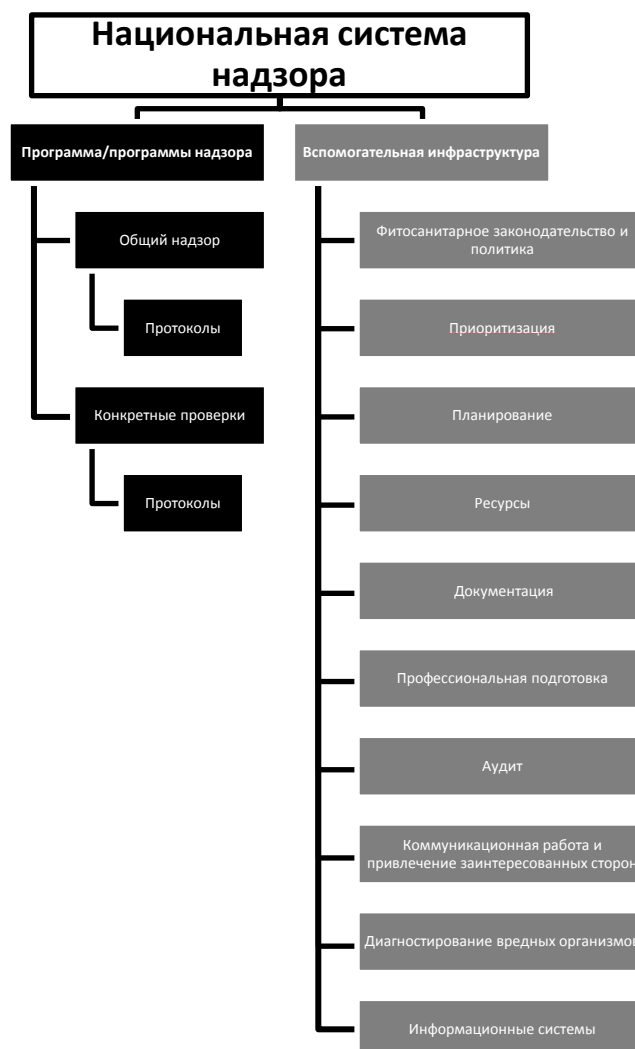 Национальная система
надзора
Программа/программы надзора
Вспомогательная инфраструктура
Общий надзор
Протоколы
Конкретные проверки
Протоколы
Фитосанитарное законодательство и
политика
Приоритизация
Планирование
Ресурсы
Документация
Профессиональная подготовка
Аудит
Коммуникационная работа и
привлечение заинтересованных сторон
Диагностирование вредных организмов
Информационные системы